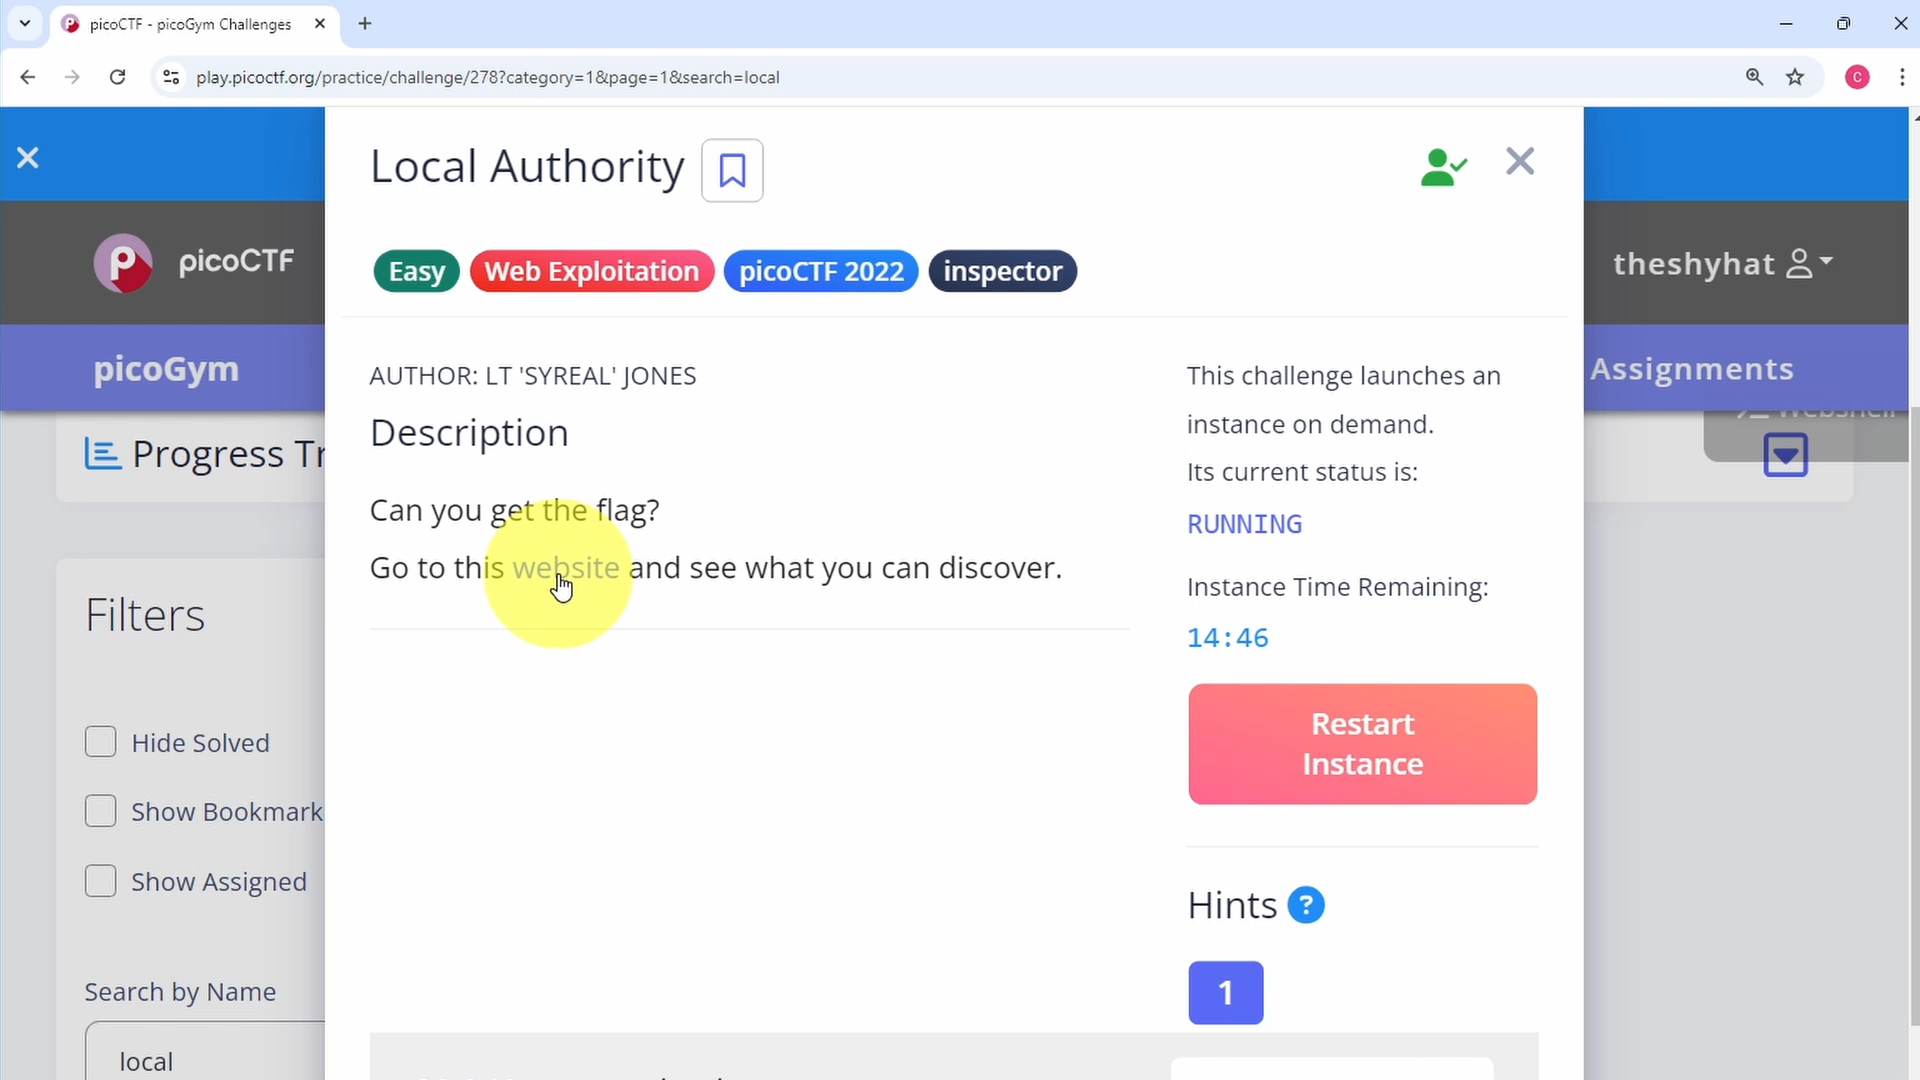 picoCTF - picoGym Challenges
play.picoctf.org/practice/challenge/278?category=1&page=1&search=local
C
Local Authority
picoCTF
theshyhat
Easy
Web Exploitation
picoCTF 2022
inspector
picoGym
Assignments
AUTHOR: LT 'SYREAL' JONES
Description
Can you get the flag?
Go to this website and see what you can discover.
This challenge launches an
instance on demand.
Its current status is:
RUNNING
Instance Time Remaining:
14:46
Restart
Instance
Hints ?
1
Webshell
Progress Tr
Filters
Hide Solved
Show Bookmark
Show Assigned
Search by Name
local